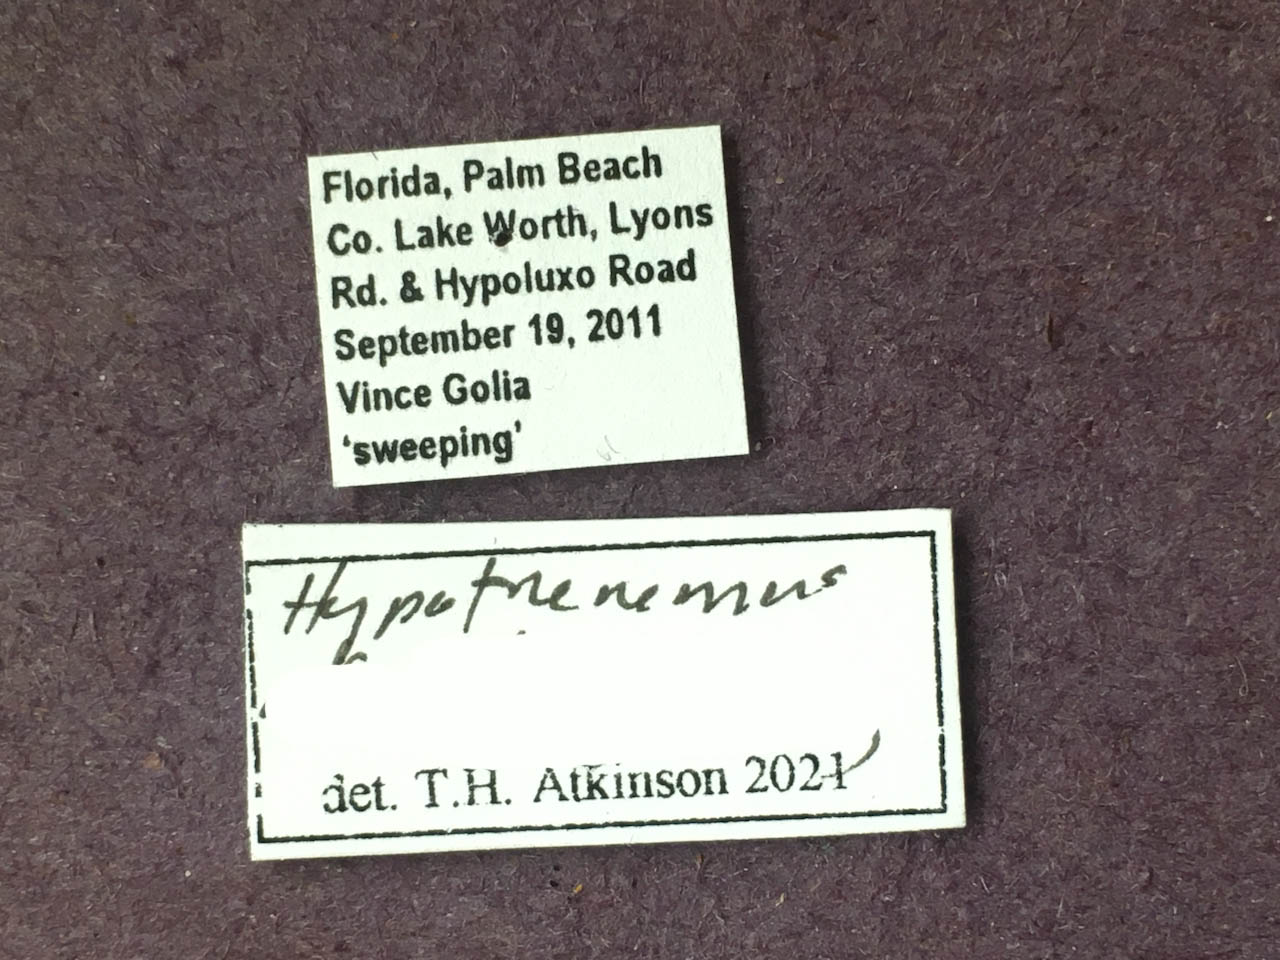 Florida, Palm Beach
Co. Lake Worth, Lyons
Rd. & Hypoluxo Road
September 19, 2011
Vince Golia
‘sweeping’
Hypothenemus
det. T.H. Atkinson 2021